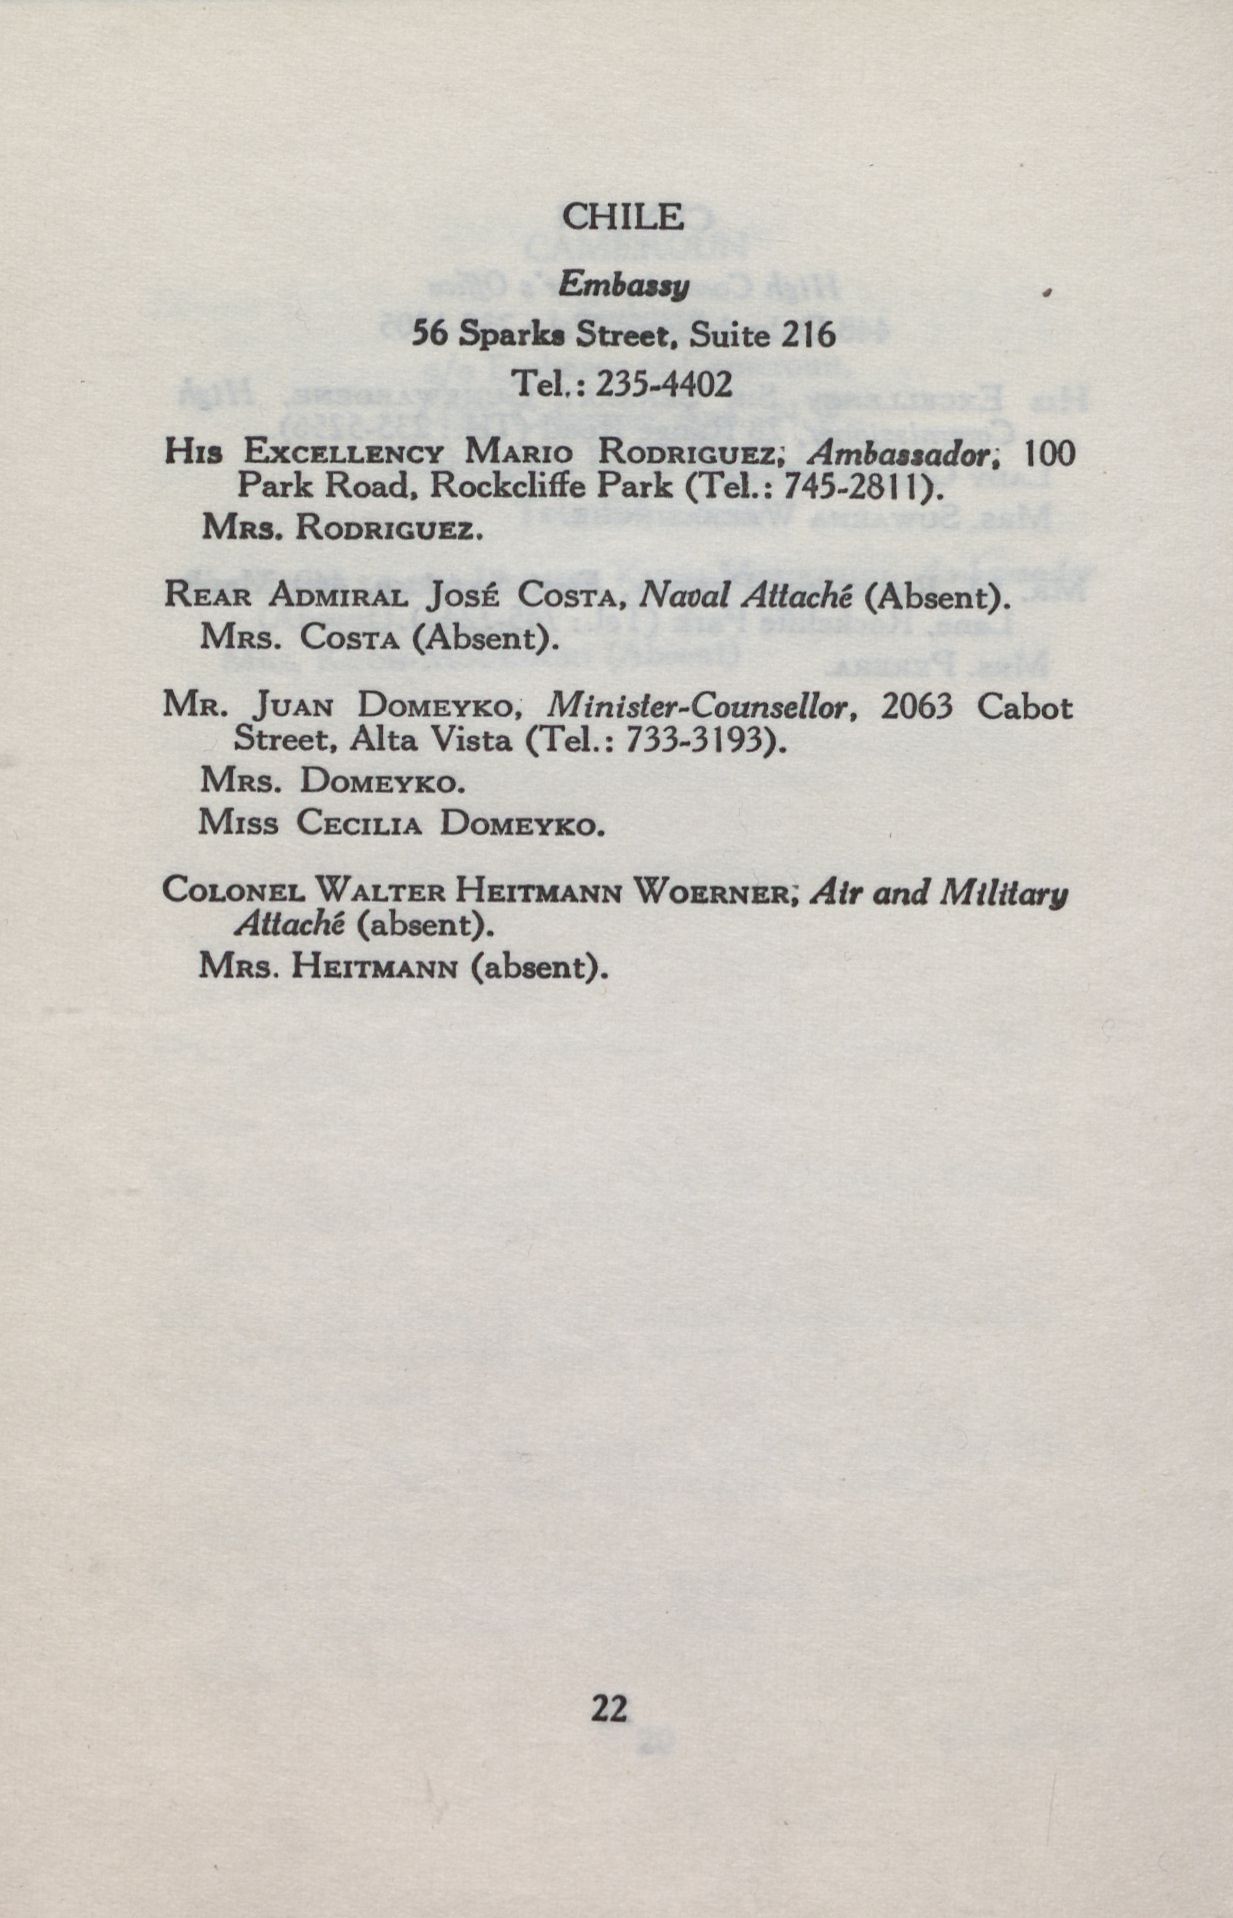 CHILE
Embassy
56 Sparks Street, Suite 216
Tel.: 235-4402
His Excellency Mario Rodriguez, Ambassador, 100
Park Road, Rockcliffe Park (Tel.: 745-2811).
Mrs. Rodriguez.
Rear Admiral José Costa, Naval Attaché (Absent).
Mrs. Costa (Absent).
Mr. Juan Domeyko, Minister-Counsellor, 2063 Cabot
Street, Alta Vista (Tel.: 733-3193).
Mrs. Domeyko.
Miss Cecilia Domeyko.
Colonel Walter Heitmann Woerner, Air and Military
Attaché (absent).
Mrs. Heitmann (absent).
22